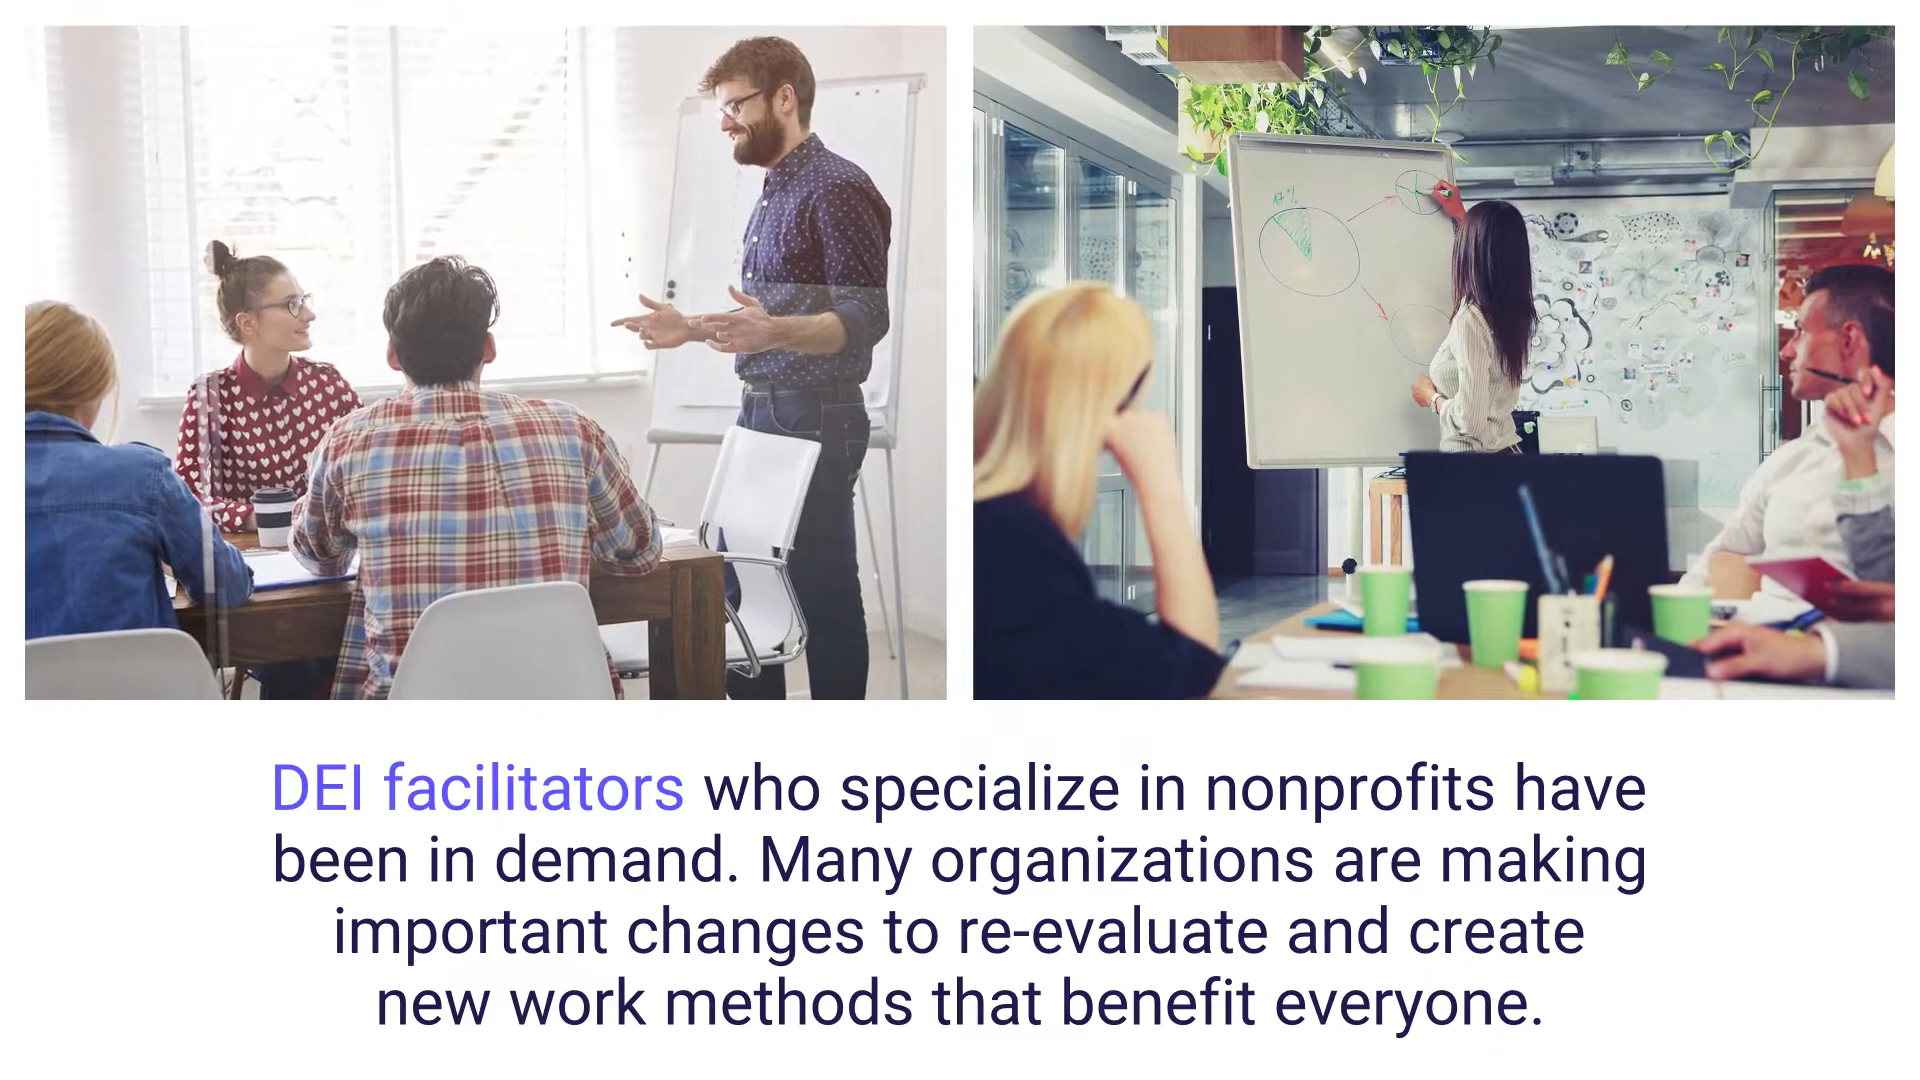 17%
DEI facilitators who specialize in nonprofits have
been in demand. Many organizations are making
important changes to re-evaluate and create
new work methods that benefit everyone.